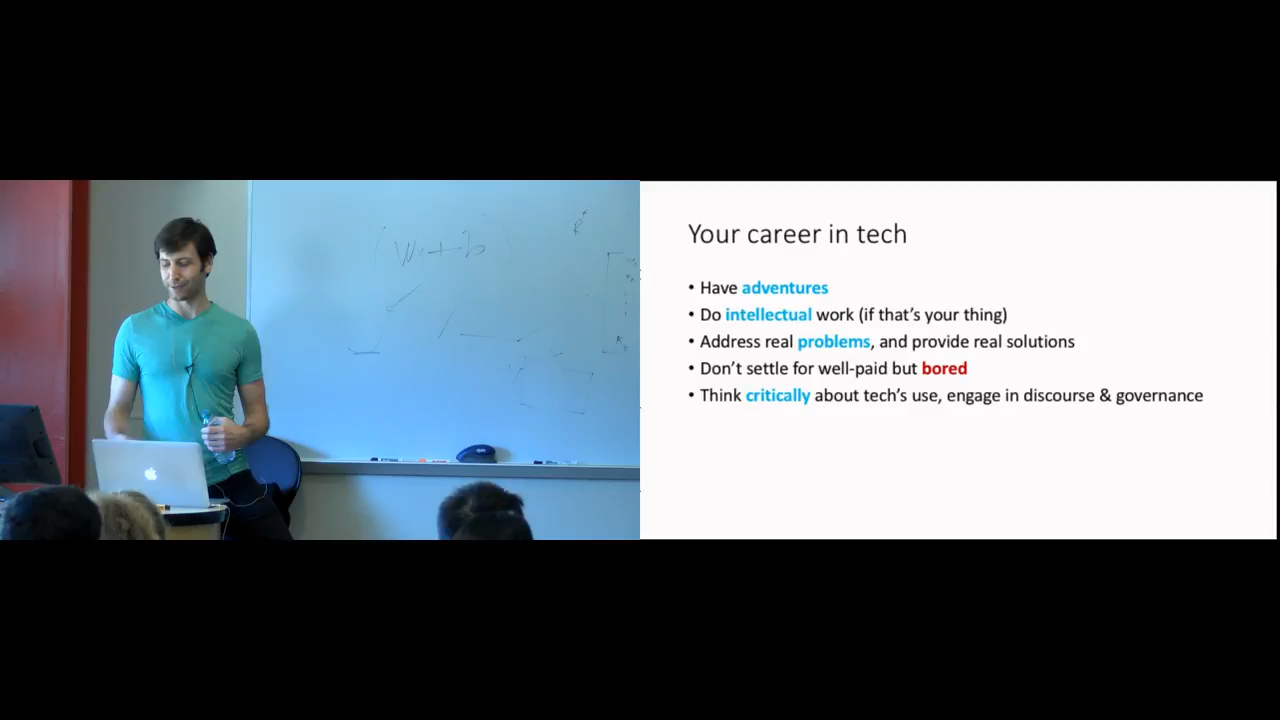 (Wx+b
R
Your career in tech
• Have adventures
• Do intellectual work (if that’s your thing)
• Address real problems, and provide real solutions
• Don’t settle for well-paid but bored
• Think critically about tech’s use, engage in discourse & governance